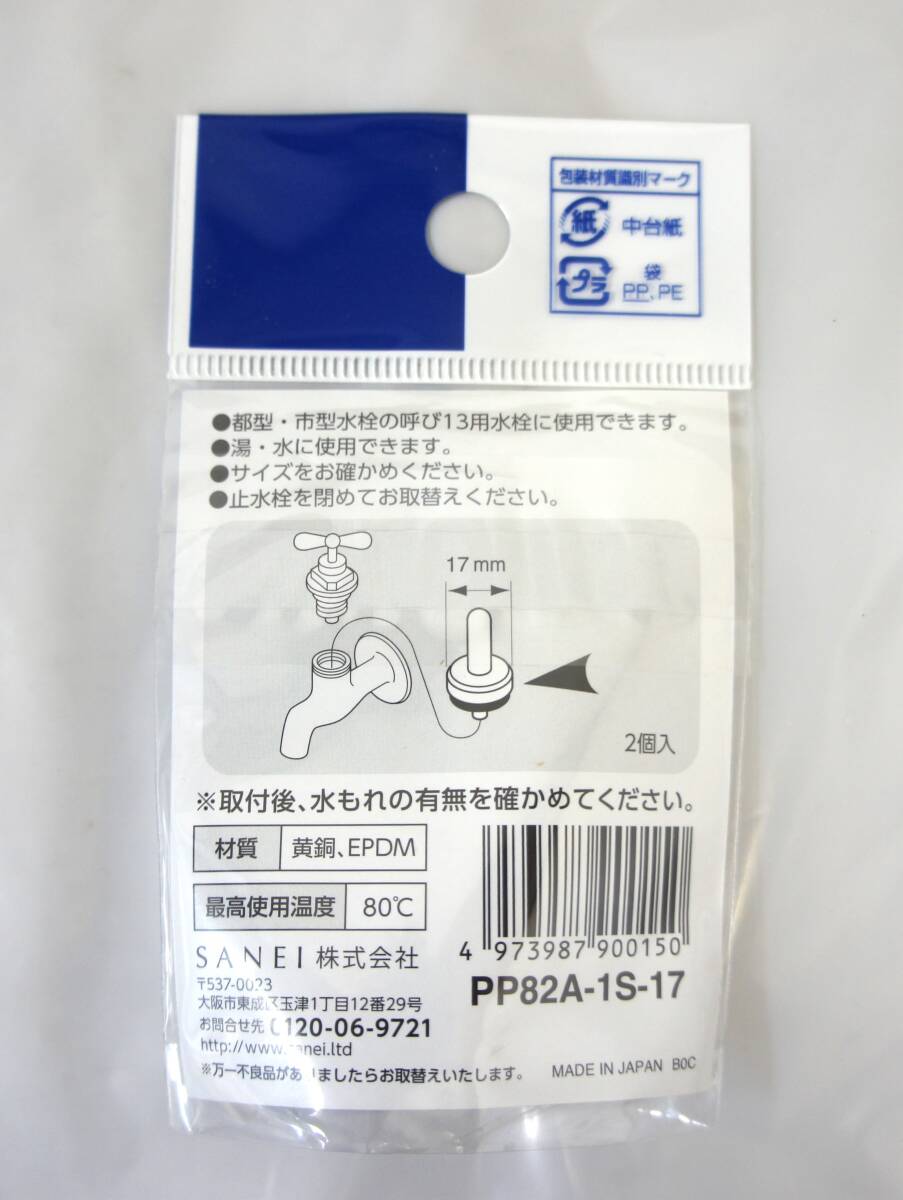 包装材質識別マーク
紙 中台紙
プラ 袋
PP、PE
●都型・市型水栓の呼び13用水栓に使用できます。
●湯・水に使用できます。
●サイズをお確かめください。
●止水栓を閉めてお取替えください。
17mm
2個入
※取付後、水もれの有無を確かめてください。
材質 黄銅、EPDM
最高使用温度 80℃
4 973987 900150
PP82A-1S-17
SANEI 株式会社
〒537-0023
大阪市東成区玉津1丁目12番29号
お問合せ先 0120-06-9721
http://www.sanei.ltd
※万一不良品がありましたらお取替えいたします。
MADE IN JAPAN B0C